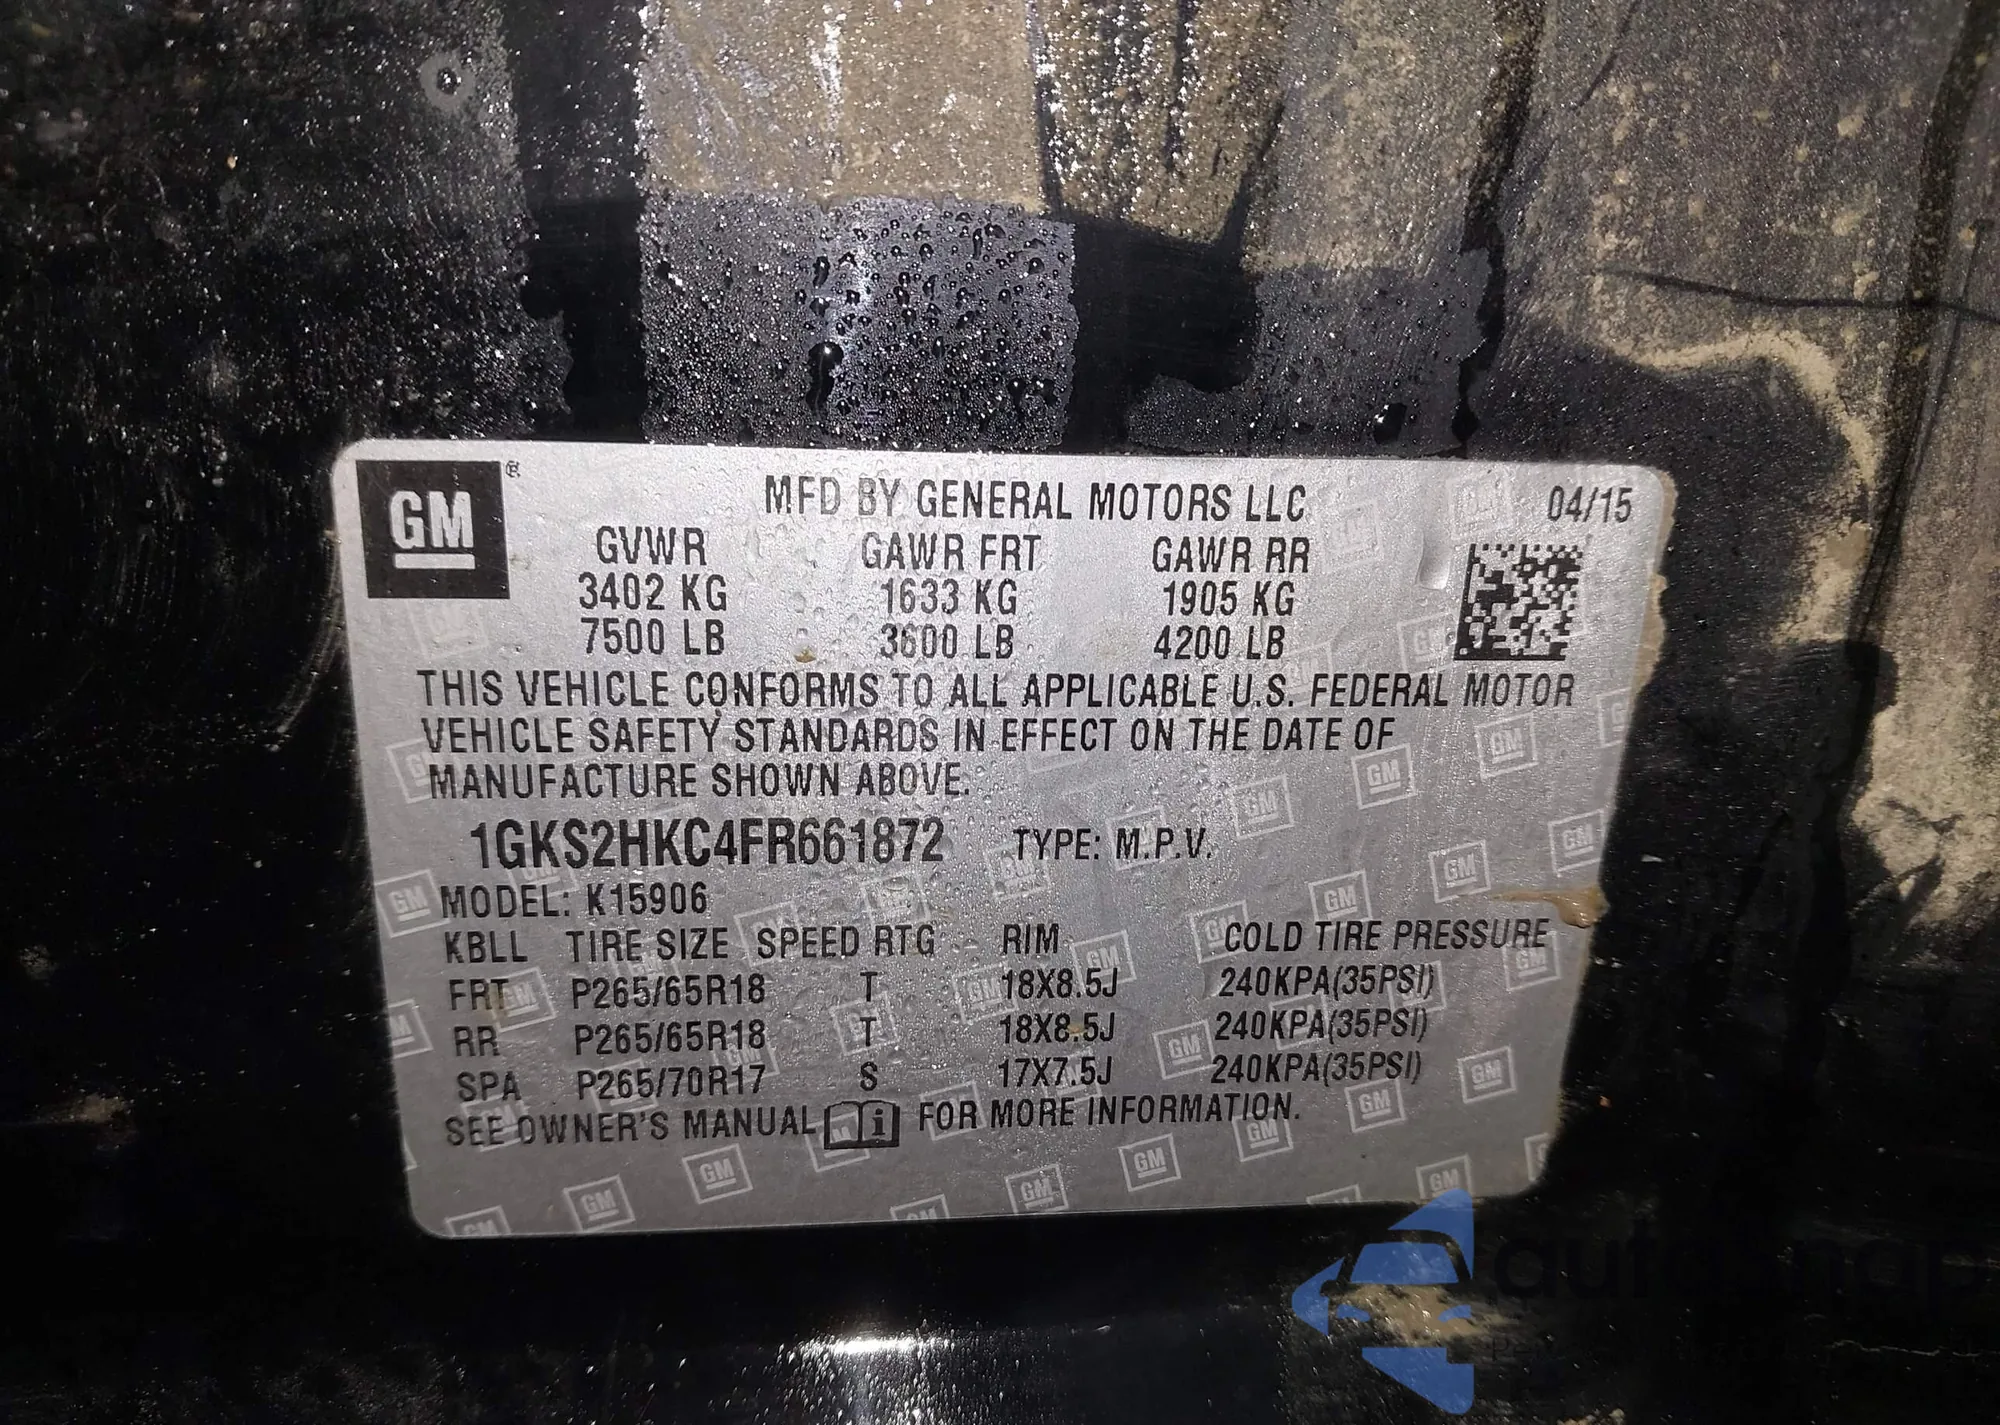 GM ®
MFD BY GENERAL MOTORS LLC 04/15
GVWR GAWR FRT GAWR RR
3402 KG 1633 KG 1905 KG
7500 LB 3600 LB 4200 LB
THIS VEHICLE CONFORMS TO ALL APPLICABLE U.S. FEDERAL MOTOR
VEHICLE SAFETY STANDARDS IN EFFECT ON THE DATE OF
MANUFACTURE SHOWN ABOVE.
1GKS2HKC4FR661872 TYPE: M.P.V.
MODEL: K15906
KBLL TIRE SIZE SPEED RTG RIM COLD TIRE PRESSURE
FRT P265/65R18 T 18X8.5J 240KPA(35PSI)
RR P265/65R18 T 18X8.5J 240KPA(35PSI)
SPA P265/70R17 S 17X7.5J 240KPA(35PSI)
SEE OWNER'S MANUAL i FOR MORE INFORMATION.